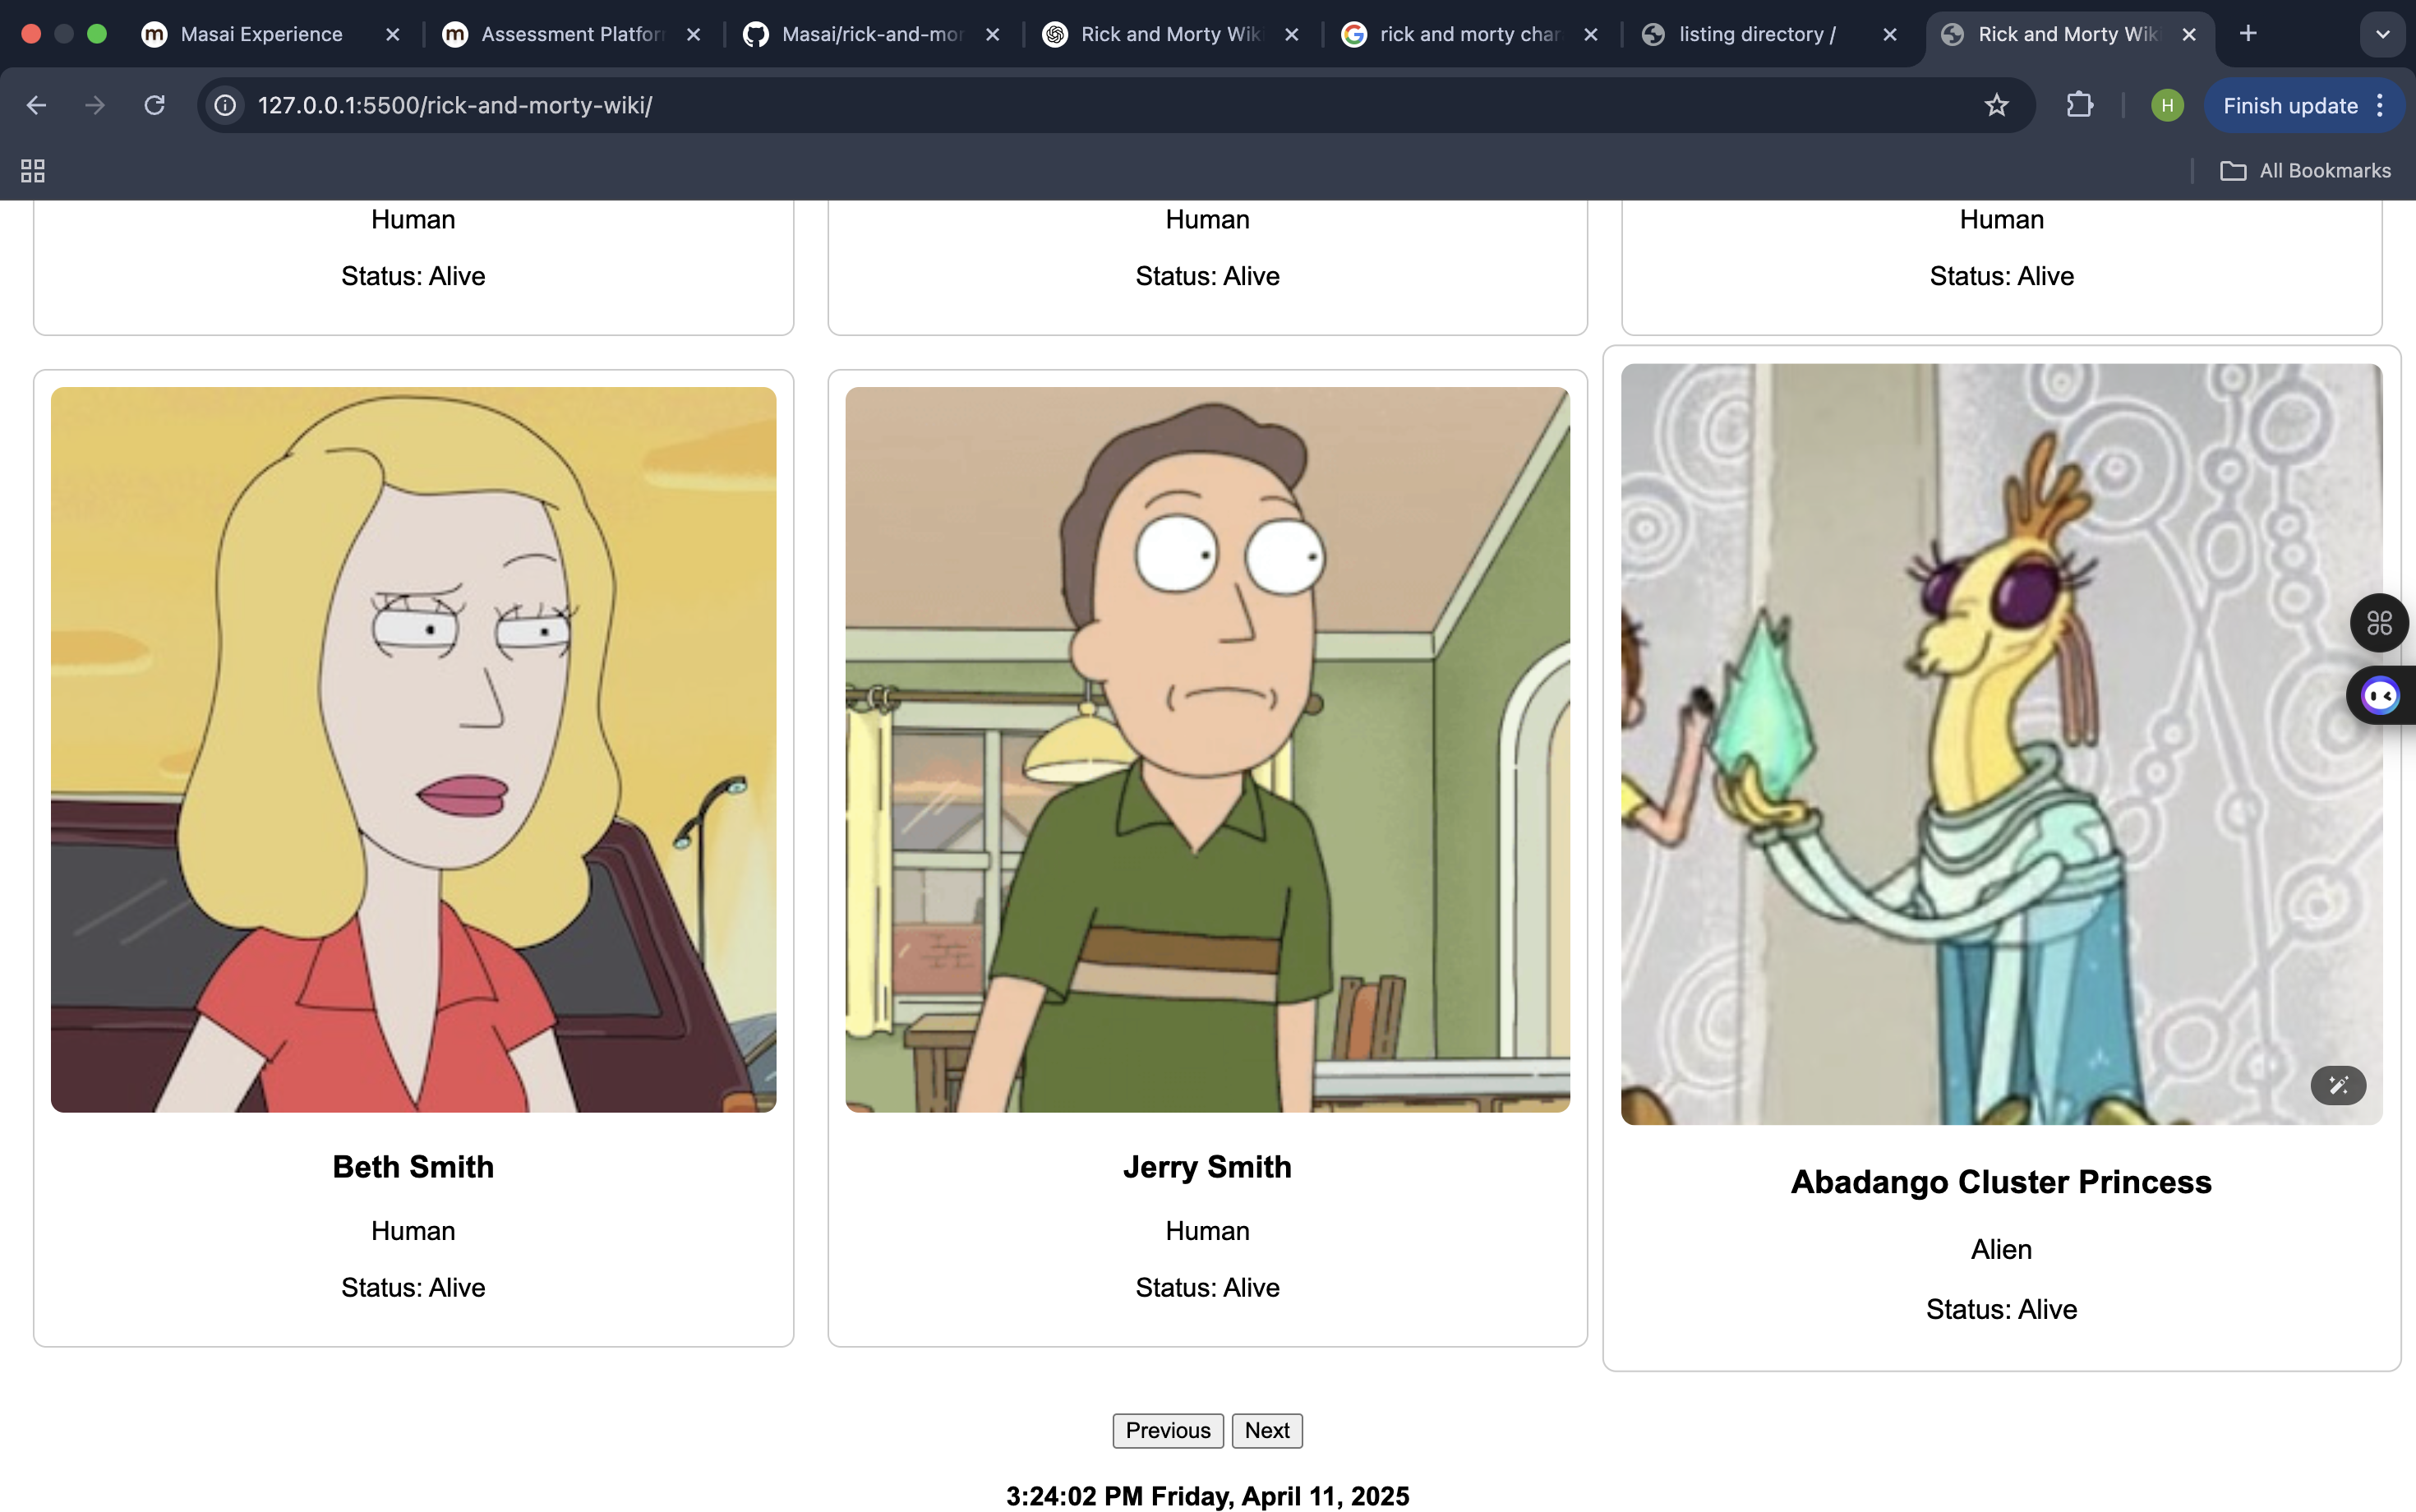 Masai Experience
Assessment Platfor
Masai/rick-and-mor
Rick and Morty Wik
rick and morty char
listing directory /
Rick and Morty Wik
127.0.0.1:5500/rick-and-morty-wiki/
H
Finish update
All Bookmarks
Human Human Human
Status: Alive Status: Alive Status: Alive
Beth Smith Jerry Smith Abadango Cluster Princess
Human Human Alien
Status: Alive Status: Alive Status: Alive
Previous Next
3:24:02 PM Friday, April 11, 2025